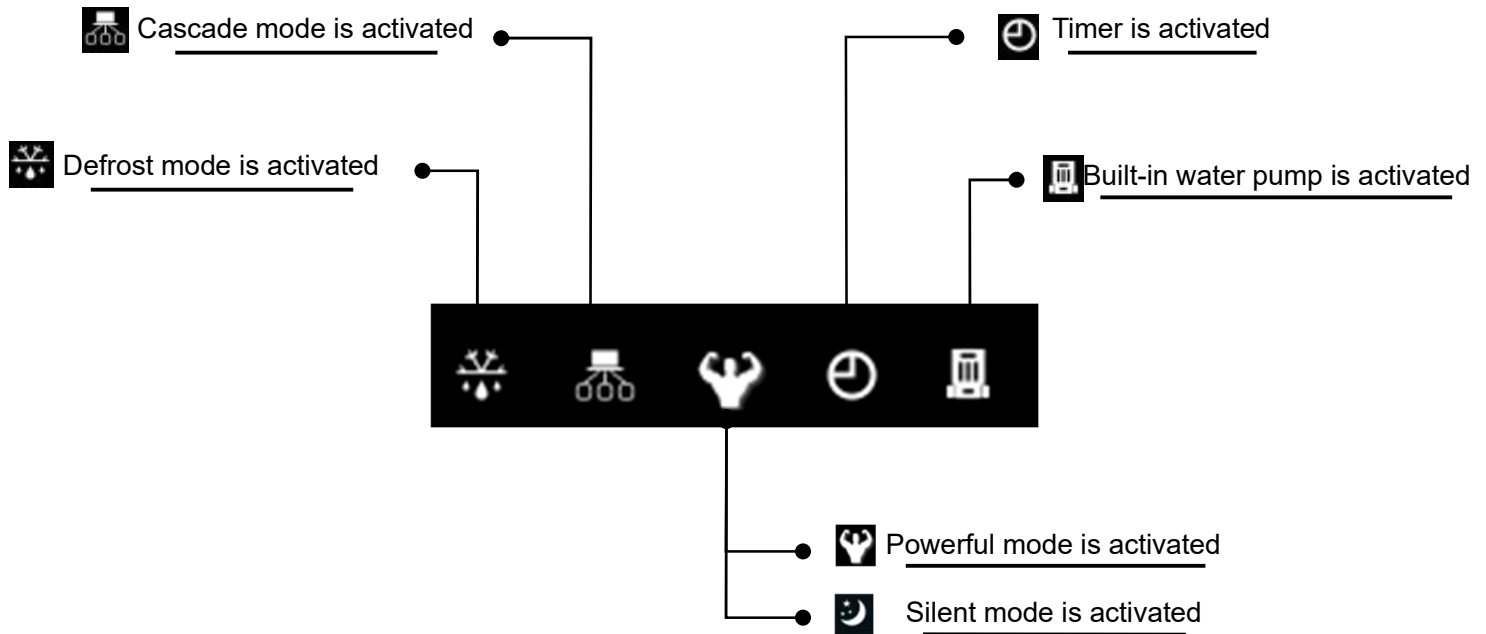 Cascade mode is activated
Timer is activated
Defrost mode is activated
Built-in water pump is activated
Powerful mode is activated
Silent mode is activated